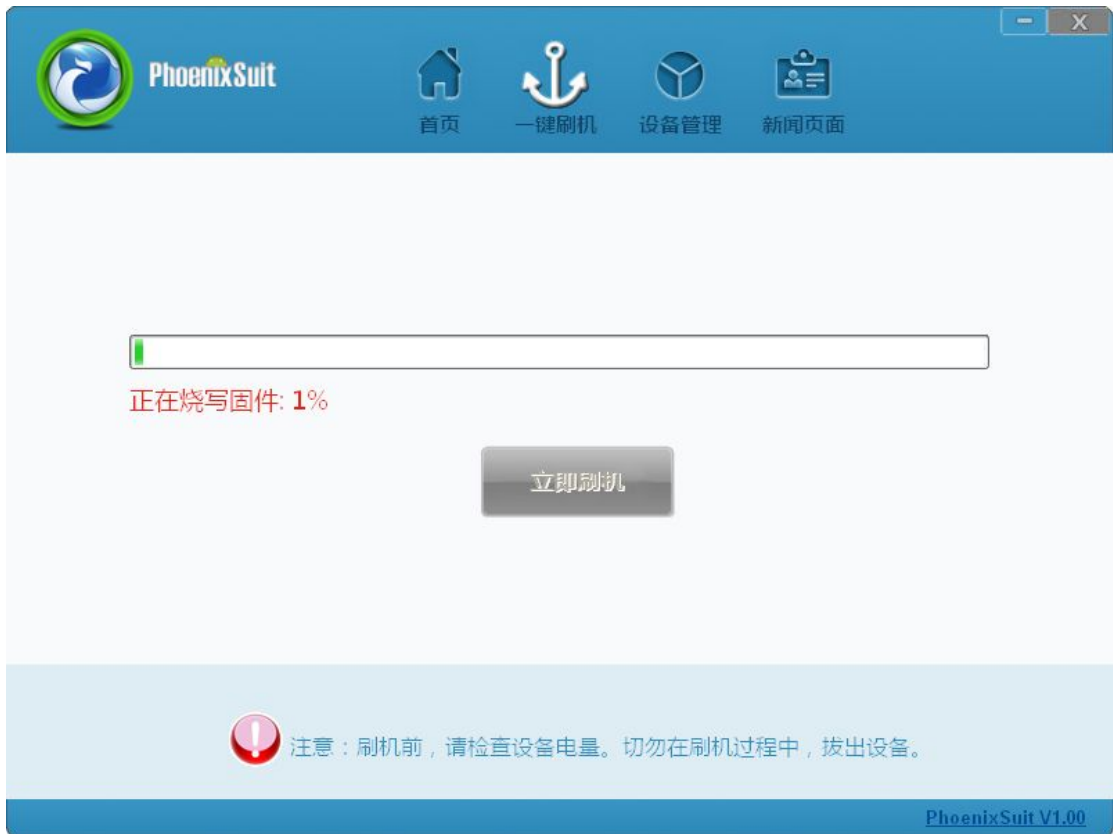 PhoenixSuit
首页
一键刷机
设备管理
新闻页面
X
正在烧写固件: 1%
立即刷机
注意：刷机前，请检查设备电量。切勿在刷机过程中，拔出设备。
PhoenixSuit V1.00